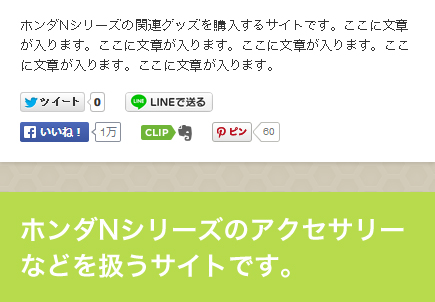 ホンダNシリーズの関連グッズを購入するサイトです。ここに文章
が入ります。ここに文章が入ります。ここに文章が入ります。ここ
に文章が入ります。ここに文章が入ります。
ツイート 0 LINEで送る
いいね！ 1万 CLIP ピン 60
ホンダNシリーズのアクセサリー
などを扱うサイトです。